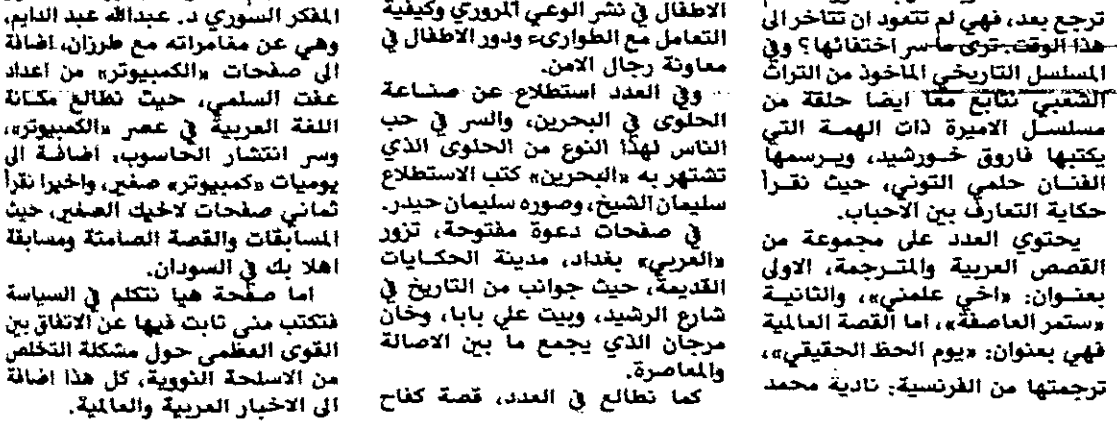 ترجع بعد، فهي لم تتعود ان تتأخر الى
هذا الوقت. ترى ما سر اختفائها؟ وفي
المسلسل التاريخي المأخوذ من التراث
الشعبي نتابع معا ايضا حلقة من
مسلسل الاميرة ذات الهمة التي
يكتبها فاروق خورشيد، ويرسمها
الفنان حلمي التوني، حيث نقرأ
حكاية التعارف بين الاحباب.
يحتوي العدد على مجموعة من
القصص العربية والمترجمة، الاولى
بعنوان: «اخي علمني»، والثانية
«ستمر العاصفة»، اما القصة العالمية
فهي بعنوان: «يوم الحظ الحقيقي»،
ترجمتها من الفرنسية: نادية محمد
الاطفال في نشر الوعي المروري وكيفية
التعامل مع الطوارىء ودور الاطفال في
معاونة رجال الامن.
وفي العدد استطلاع عن صناعة
الحلوى في البحرين، والسر في حب
الناس لهذا النوع من الحلوى الذي
تشتهر به «البحرين» كتب الاستطلاع
سليمان الشيخ، وصوره سليمان حيدر.
في صفحات دعوة مفتوحة، تزور
«العربي» بغداد، مدينة الحكايات
القديمة، حيث جوانب من التاريخ في
شارع الرشيد، وبيت علي بابا، وخان
مرجان الذي يجمع ما بين الاصالة
والمعاصرة.
كما نطالع في العدد، قصة كفاح
المفكر السوري د. عبدالله عبد الدايم،
وهي عن مغامراته مع طرزان، اضافة
الى صفحات «الكمبيوتر» من اعداد
عفت السلمي، حيث نطالع مكانة
اللغة العربية في عصر «الكمبيوتر»،
وسر انتشار الحاسوب، اضافة الى
يوميات «كمبيوتر» صغير، واخيرا نقرأ
ثماني صفحات لاخيك الصغير، حيث
المسابقات والقصة الصامتة ومسابقة
اهلا بك في السودان.
اما صفحة هيا نتكلم في السياسة
فتكتب منى ثابت فيها عن الاتفاق بين
القوى العظمى حول مشكلة التخلص
من الاسلحة النووية، كل هذا اضافة
الى الاخبار العربية والعالمية.